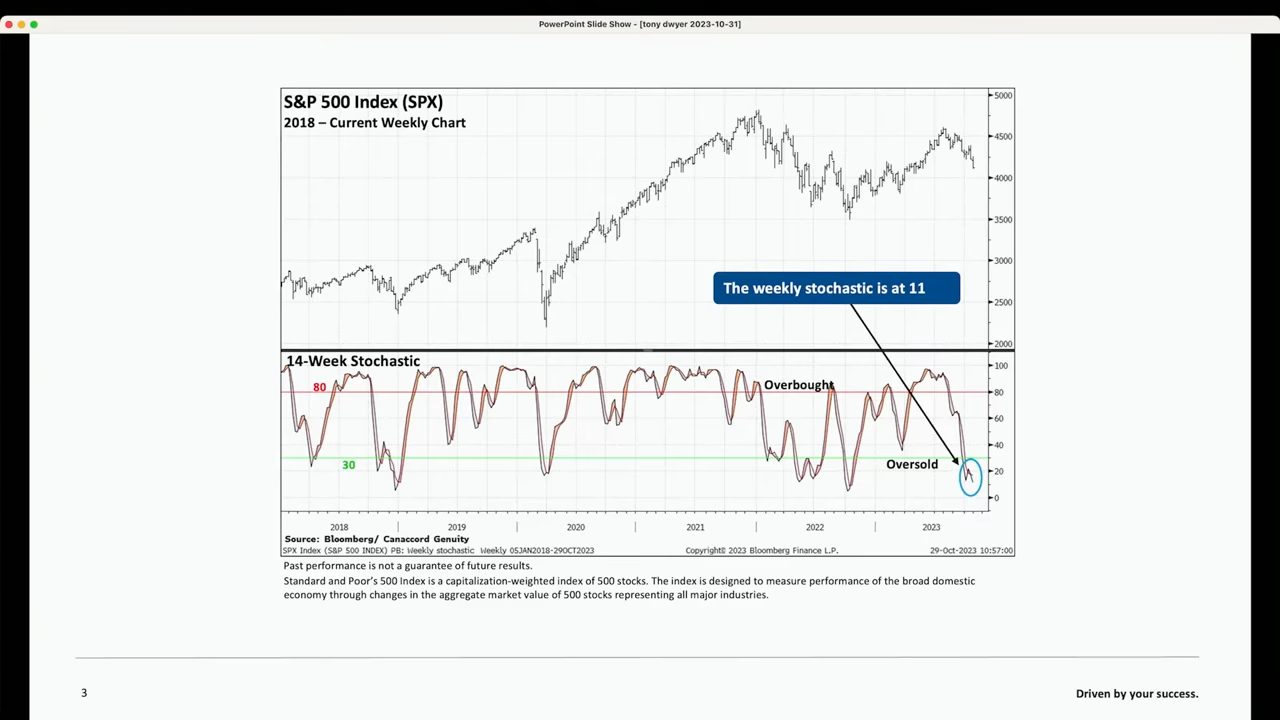 PowerPoint Slide Show - [tony dwyer 2023-10-31]
S&P 500 Index (SPX)
2018 – Current Weekly Chart
5000
4500
4000
3500
3000
2500
2000
The weekly stochastic is at 11
14-Week Stochastic
80
Overbought
30
Oversold
100
80
60
40
20
0
2018 2019 2020 2021 2022 2023
Source: Bloomberg/ Canaccord Genuity
SPX Index (S&P 500 INDEX) PB: Weekly stochastic Weekly 05JAN2018-29OCT2023 Copyright© 2023 Bloomberg Finance L.P. 29-Oct-2023 10:57:00
Past performance is not a guarantee of future results.
Standard and Poor's 500 Index is a capitalization-weighted index of 500 stocks. The index is designed to measure performance of the broad domestic
economy through changes in the aggregate market value of 500 stocks representing all major industries.
3
Driven by your success.